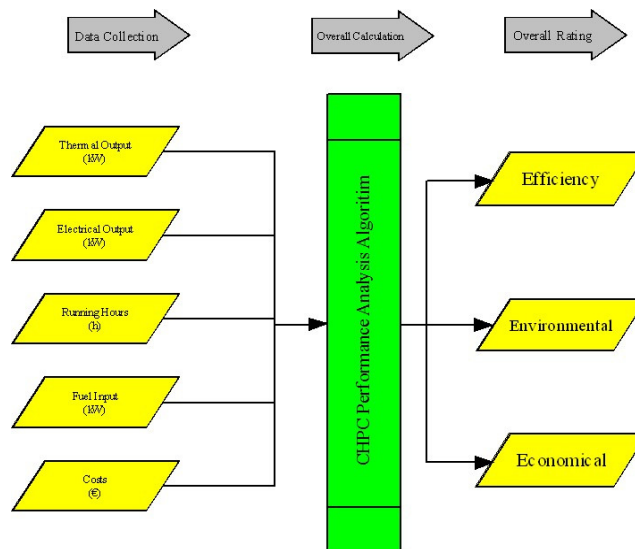 Data Collection
Overall Calculation
Overall Rating
Thermal Output
(kW)
Electrical Output
(kW)
Running Hours
(h)
Fuel Input
(kW)
Costs
(€)
CHPC Performance Analysis Algoritim
Efficiency
Environmental
Economical